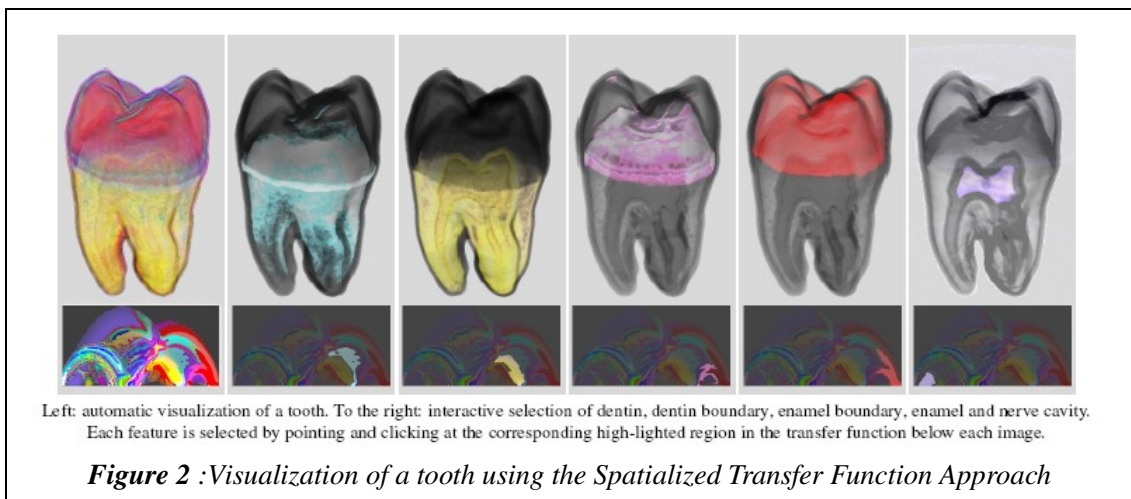 Left: automatic visualization of a tooth. To the right: interactive selection of dentin, dentin boundary, enamel boundary, enamel and nerve cavity.
Each feature is selected by pointing and clicking at the corresponding high-lighted region in the transfer function below each image.
Figure 2 :Visualization of a tooth using the Spatialized Transfer Function Approach